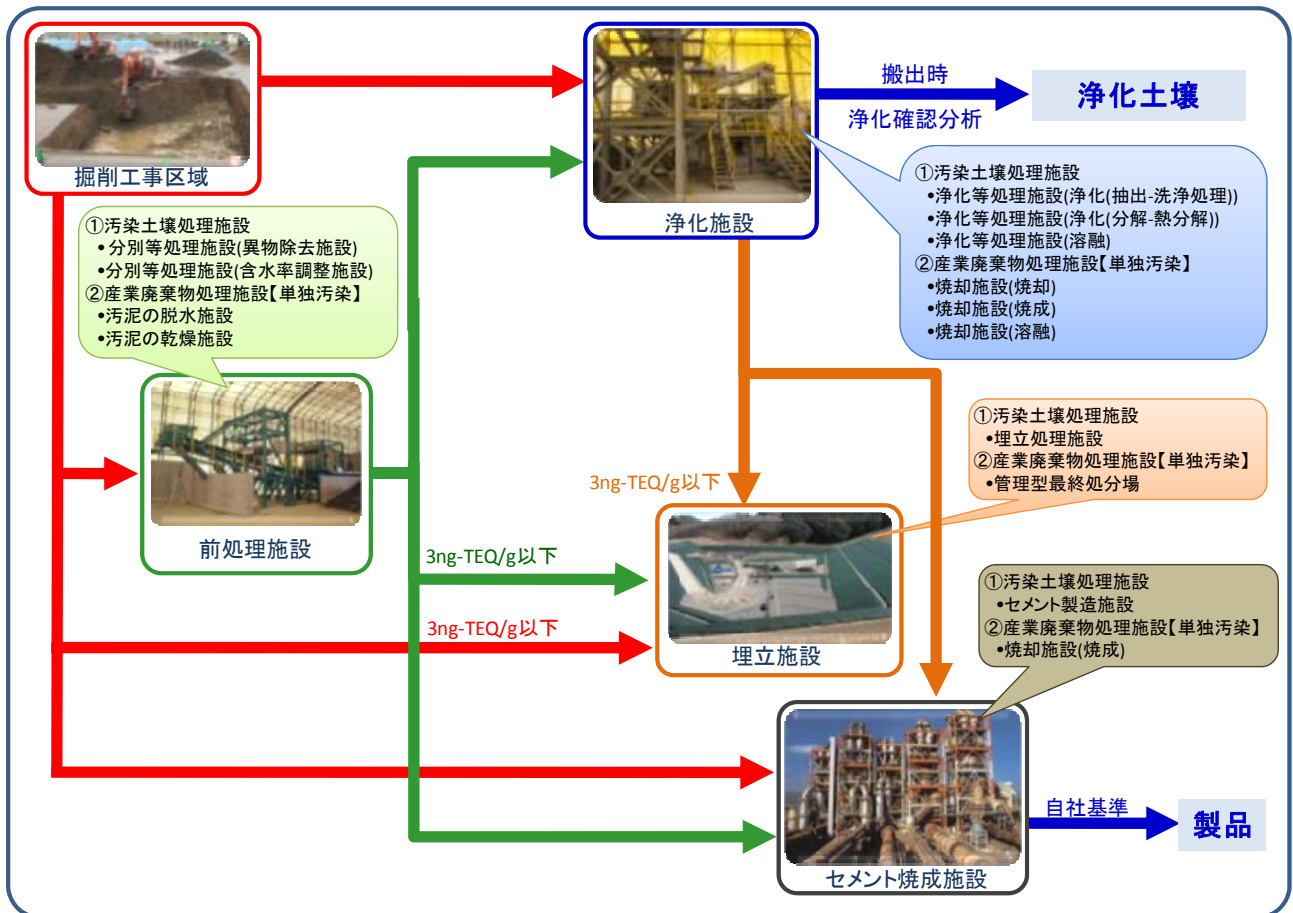 掘削工事区域
浄化施設
搬出時
浄化確認分析
浄化土壌
①汚染土壌処理施設
•浄化等処理施設(浄化(抽出-洗浄処理))
•浄化等処理施設(浄化(分解-熱分解))
•浄化等処理施設(溶融)
②産業廃棄物処理施設【単独汚染】
•焼却施設(焼却)
•焼却施設(焼成)
•焼却施設(溶融)
①汚染土壌処理施設
•分別等処理施設(異物除去施設)
•分別等処理施設(含水率調整施設)
②産業廃棄物処理施設【単独汚染】
•汚泥の脱水施設
•汚泥の乾燥施設
前処理施設
3ng-TEQ/g以下
①汚染土壌処理施設
•埋立処理施設
②産業廃棄物処理施設【単独汚染】
•管理型最終処分場
3ng-TEQ/g以下
3ng-TEQ/g以下
埋立施設
①汚染土壌処理施設
•セメント製造施設
②産業廃棄物処理施設【単独汚染】
•焼却施設(焼成)
自社基準
製品
セメント焼成施設